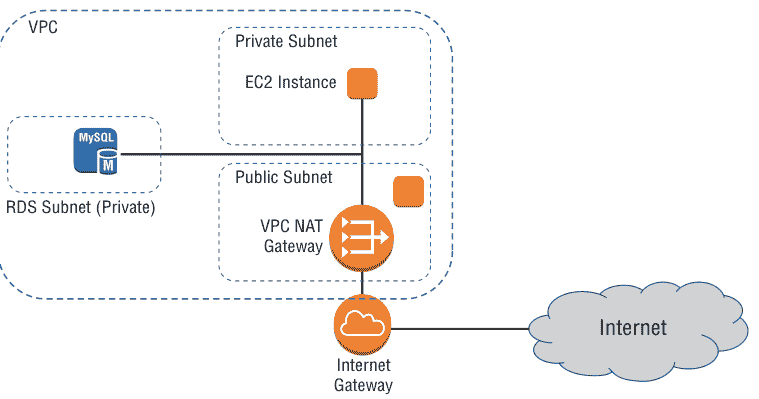 VPC
Private Subnet
EC2 Instance
MySQL
M
RDS Subnet (Private)
Public Subnet
VPC NAT
Gateway
Internet
Gateway
Internet